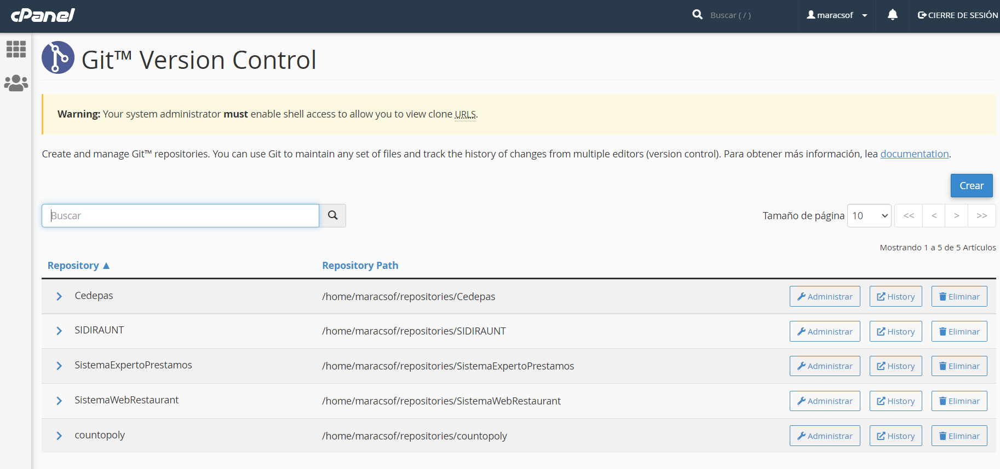 cPanel
Buscar ( / )
maracsof
CIERRE DE SESIÓN
Git™ Version Control
Warning: Your system administrator must enable shell access to allow you to view clone URLS.
Create and manage Git™ repositories. You can use Git to maintain any set of files and track the history of changes from multiple editors (version control). Para obtener más información, lea documentation.
Crear
Buscar
Tamaño de página 10 << < > >>
Mostrando 1 a 5 de 5 Artículos
Repository ▲ Repository Path
Cedepas /home/maracsof/repositories/Cedepas Administrar History Eliminar
SIDIRAUNT /home/maracsof/repositories/SIDIRAUNT Administrar History Eliminar
SistemaExpertoPrestamos /home/maracsof/repositories/SistemaExpertoPrestamos Administrar History Eliminar
SistemaWebRestaurant /home/maracsof/repositories/SistemaWebRestaurant Administrar History Eliminar
countopoly /home/maracsof/repositories/countopoly Administrar History Eliminar